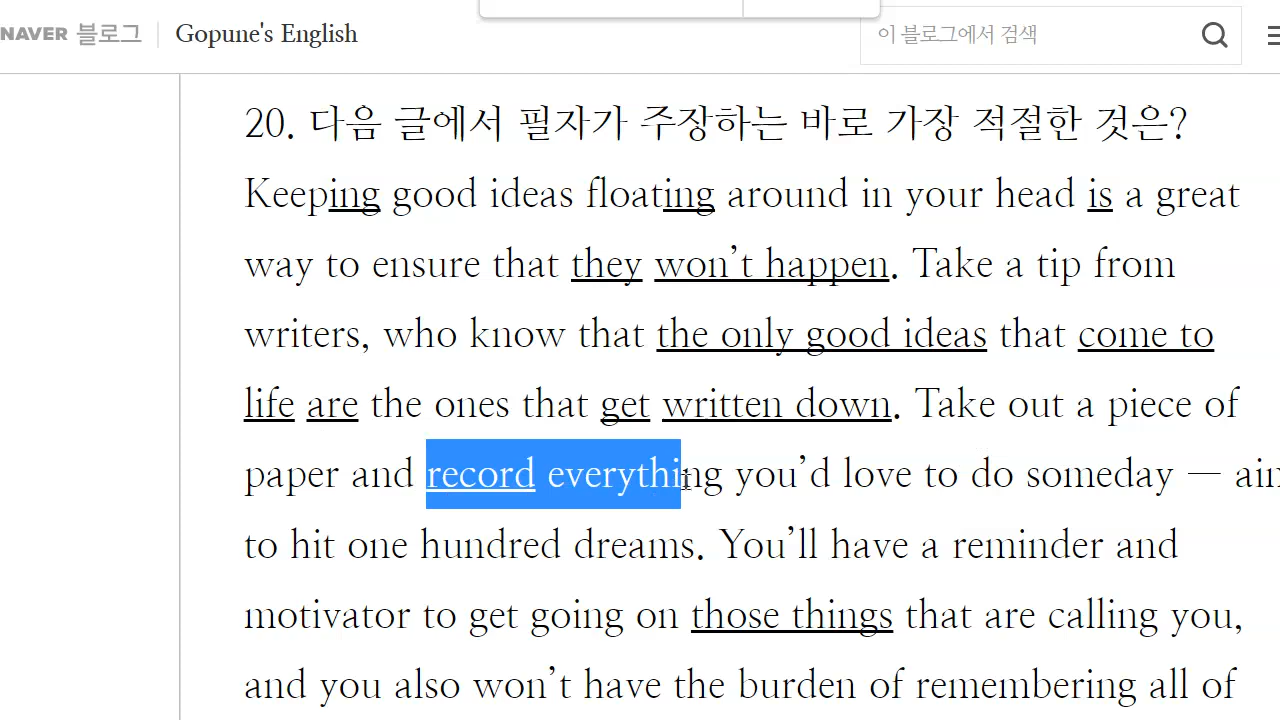 NAVER 블로그 Gopune's English 이 블로그에서 검색
20. 다음 글에서 필자가 주장하는 바로 가장 적절한 것은?
Keeping good ideas floating around in your head is a great
way to ensure that they won’t happen. Take a tip from
writers, who know that the only good ideas that come to
life are the ones that get written down. Take out a piece of
paper and record everything you’d love to do someday —
to hit one hundred dreams. You’ll have a reminder and
motivator to get going on those things that are calling you,
and you also won’t have the burden of remembering all of